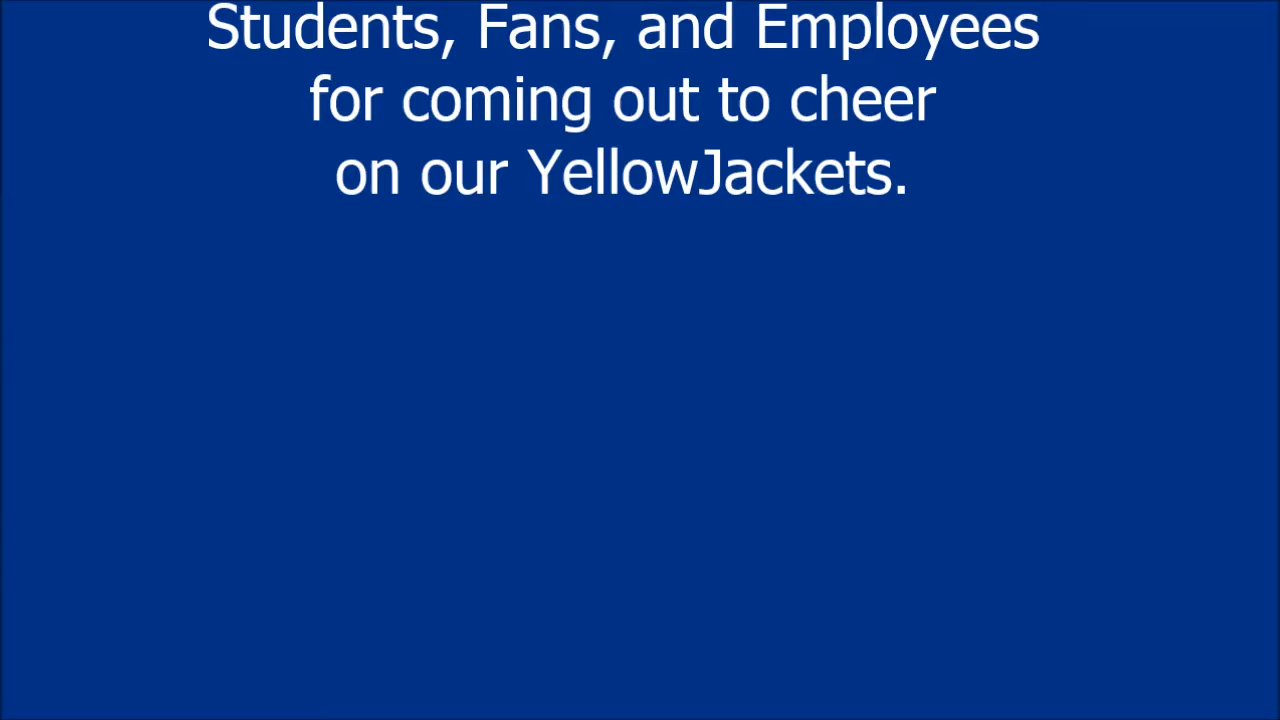 Students, Fans, and Employees
for coming out to cheer
on our YellowJackets.